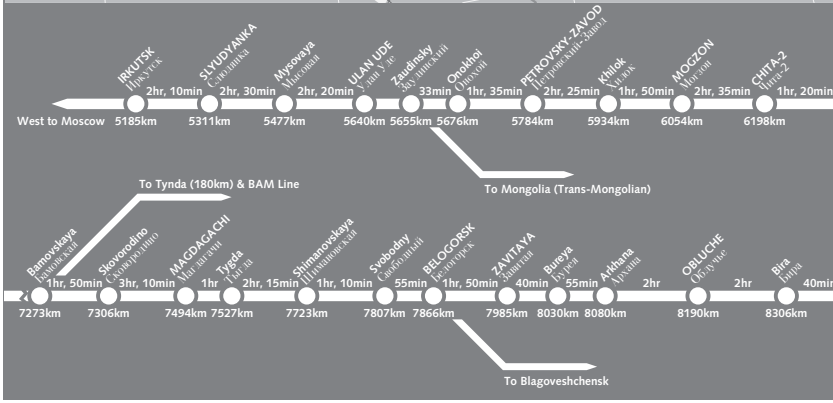 IRKUTSK
Иркутск
SLYUDYANKA
Слюдянка
Mysovaya
Мысовая
ULAN UDE
Улан уде
Zaudinsky
Заудинский
Onokhoi
Онохой
PETROVSKY-ZAVOD
Петровский-Завод
Khilok
Хилок
MOGZON
Могзон
CHITA-2
Чита-2
2hr, 10min 2hr, 30min 2hr, 20min 33min 1hr, 35min 2hr, 25min 1hr, 50min 2hr, 35min 1hr, 20min
West to Moscow 5185km 5311km 5477km 5640km 5655km 5676km 5784km 5934km 6054km 6198km
To Mongolia (Trans-Mongolian)
To Tynda (180km) & BAM Line
Bamovskaya
Бамовская
Skovorodino
Сковородино
MAGDAGACHI
Магдагачи
Tygda
Тыгда
Shimanovskaya
Шимановская
Svobodny
Свободный
BELOGORSK
Белогорск
ZAVITAYA
Завитая
Bureya
Бурея
Arkhana
Архана
OBLUCHE
Облучье
Bira
Бира
1hr, 50min 3hr, 10min 1hr 2hr, 15min 1hr, 10min 55min 1hr, 50min 40min 55min 2hr 2hr 40min
7273km 7306km 7494km 7527km 7723km 7807km 7866km 7985km 8030km 8080km 8190km 8306km
To Blagoveshchensk